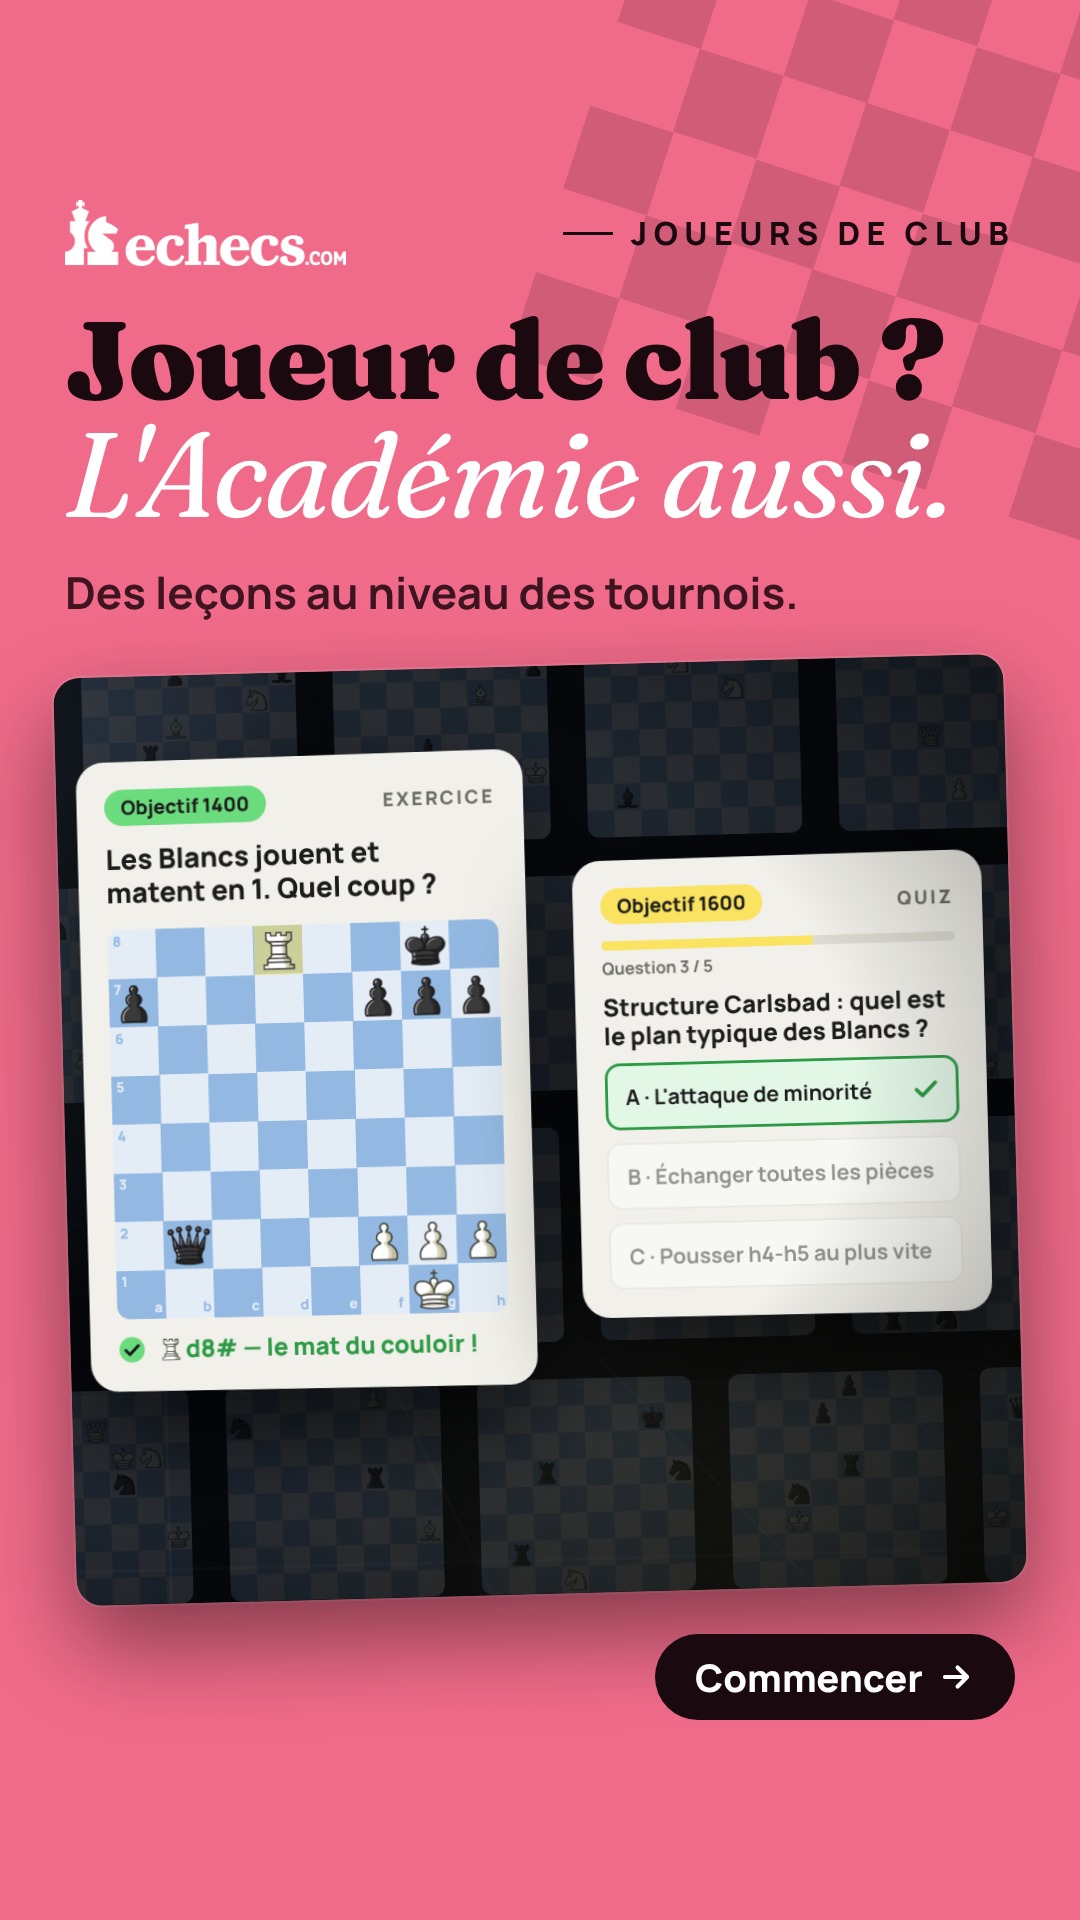 echecs.COM
JOUEURS DE CLUB
Joueur de club ?
L'Académie aussi.
Des leçons au niveau des tournois.
Objectif 1400
EXERCICE
Les Blancs jouent et
matent en 1. Quel coup ?
8
7
6
5
4
3
2
1
a b c d e f g h
♖d8# — le mat du couloir !
Objectif 1600
QUIZ
Question 3 / 5
Structure Carlsbad : quel est
le plan typique des Blancs ?
A · L'attaque de minorité
B · Échanger toutes les pièces
C · Pousser h4-h5 au plus vite
Commencer →